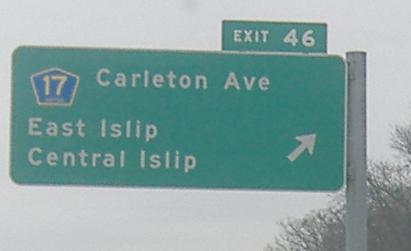 EXIT 46
17 Carleton Ave
East Islip
Central Islip